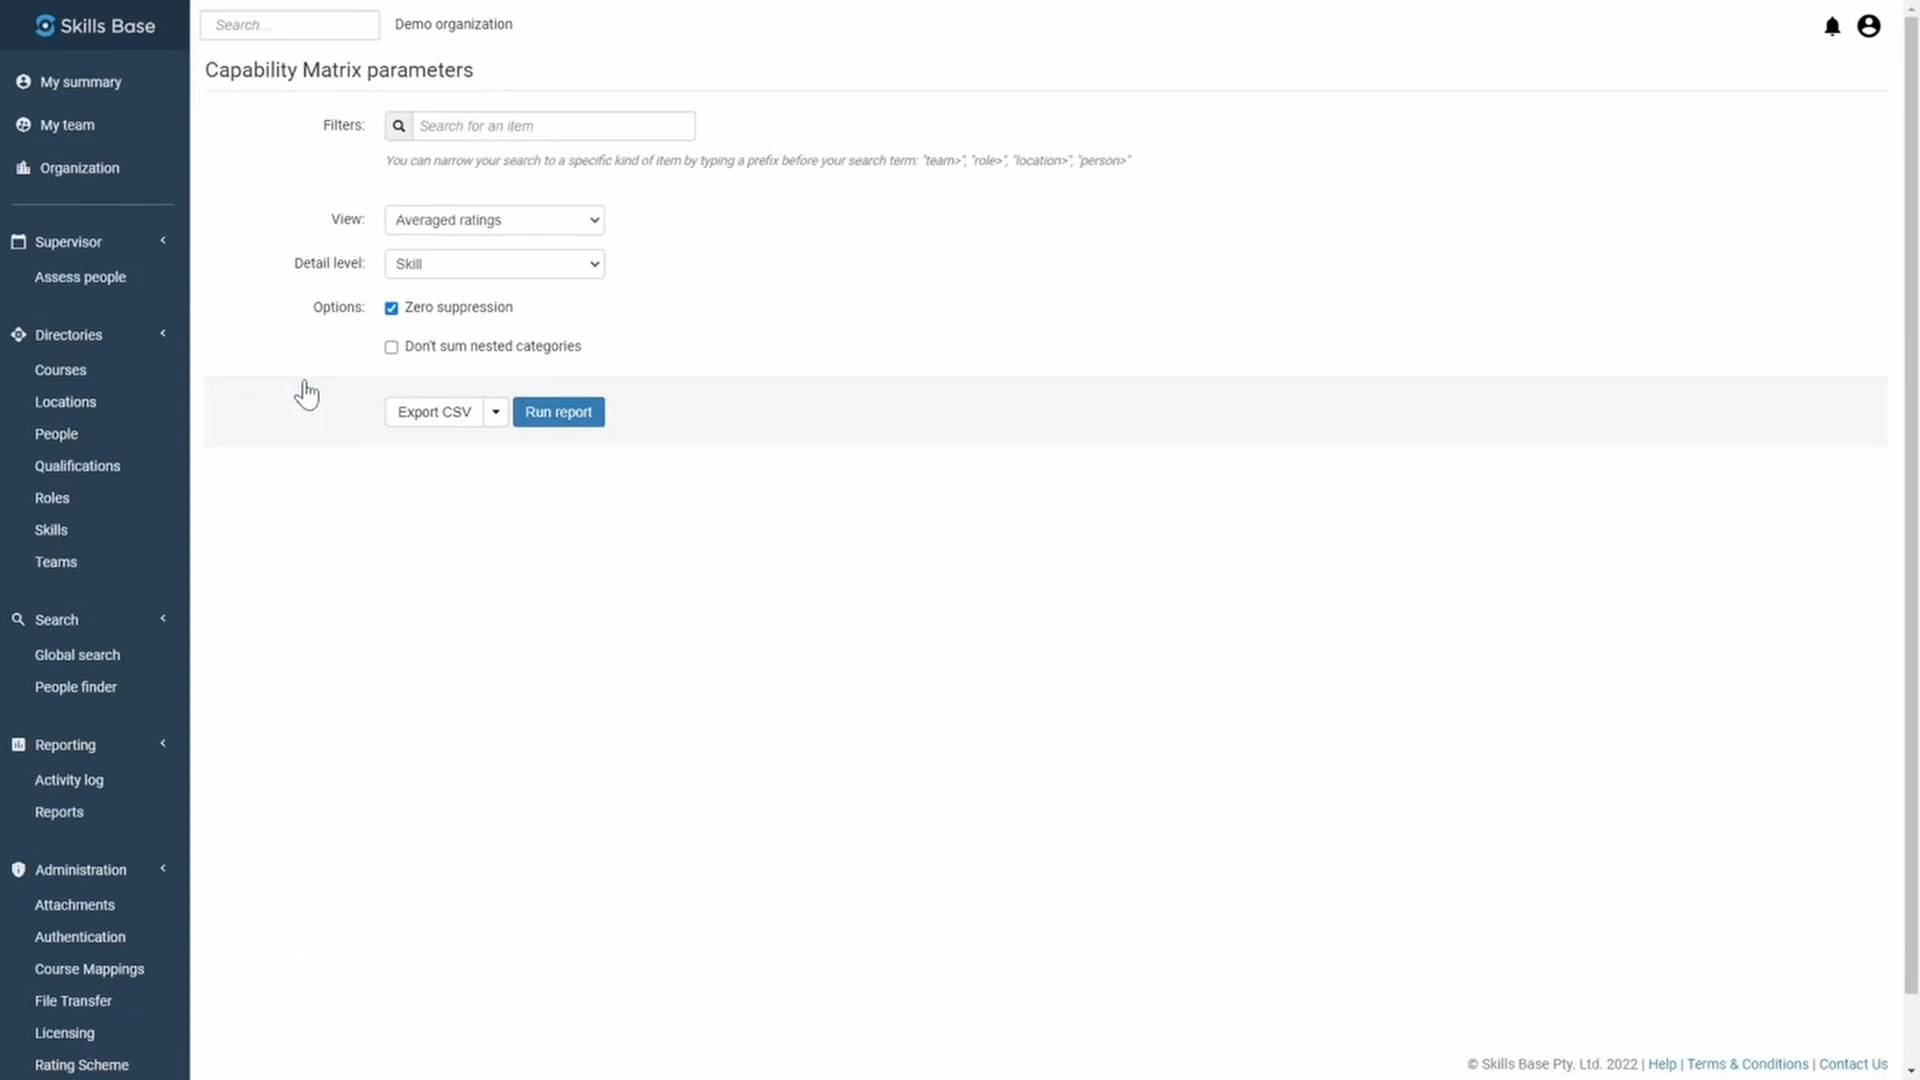 Skills Base
My summary
My team
Organization
Supervisor
Assess people
Directories
Courses
Locations
People
Qualifications
Roles
Skills
Teams
Search
Global search
People finder
Reporting
Activity log
Reports
Administration
Attachments
Authentication
Course Mappings
File Transfer
Licensing
Rating Scheme
Search... Demo organization
Capability Matrix parameters
Filters: Search for an item
You can narrow your search to a specific kind of item by typing a prefix before your search term: "team>", "role>", "location>", "person>"
View: Averaged ratings
Detail level: Skill
Options: Zero suppression
Don't sum nested categories
Export CSV Run report
© Skills Base Pty. Ltd. 2022 | Help | Terms & Conditions | Contact Us